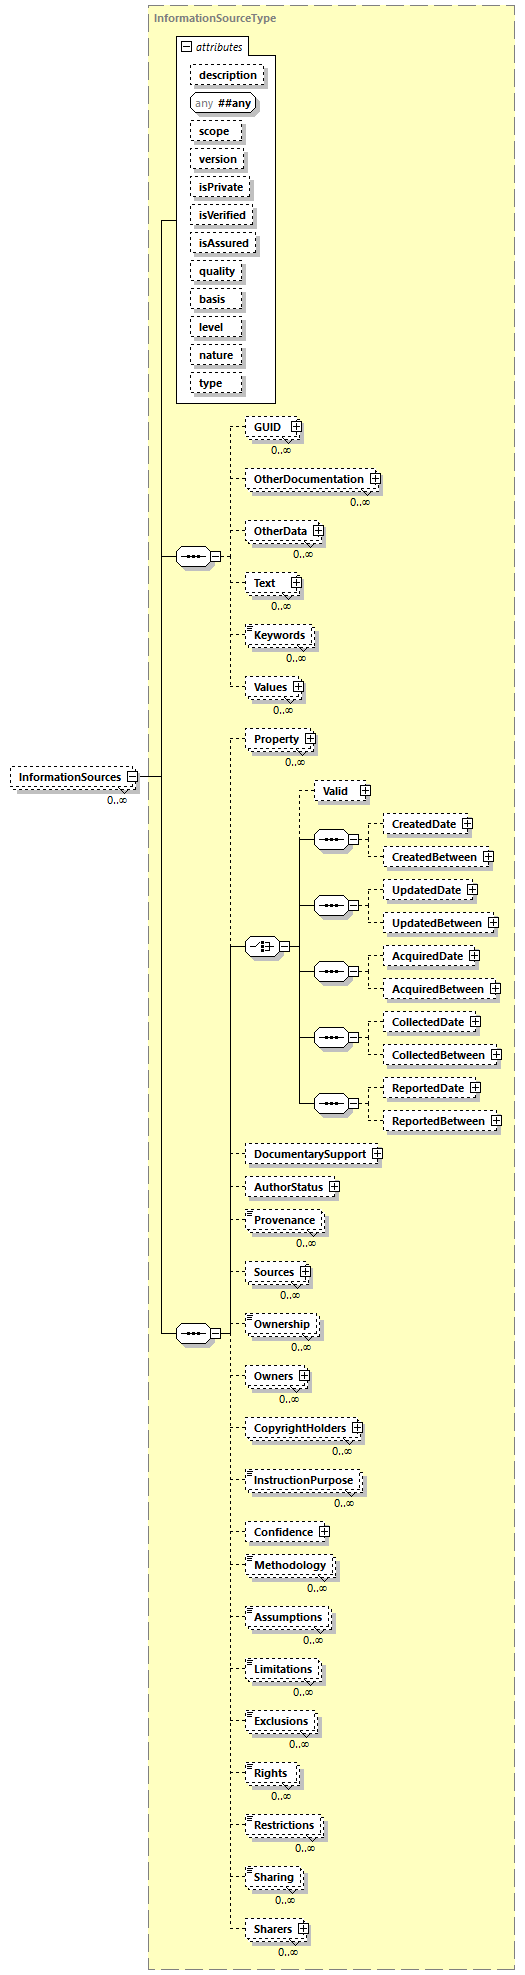 InformationSourceType
attributes
description
any ##any
scope
version
isPrivate
isVerified
isAssured
quality
basis
level
nature
type
GUID
0..∞
OtherDocumentation
0..∞
OtherData
0..∞
Text
0..∞
Keywords
0..∞
Values
0..∞
Property
0..∞
InformationSources
0..∞
Valid
CreatedDate
CreatedBetween
UpdatedDate
UpdatedBetween
AcquiredDate
AcquiredBetween
CollectedDate
CollectedBetween
ReportedDate
ReportedBetween
DocumentarySupport
AuthorStatus
Provenance
0..∞
Sources
0..∞
Ownership
0..∞
Owners
0..∞
CopyrightHolders
0..∞
InstructionPurpose
0..∞
Confidence
Methodology
0..∞
Assumptions
0..∞
Limitations
0..∞
Exclusions
0..∞
Rights
0..∞
Restrictions
0..∞
Sharing
0..∞
Sharers
0..∞